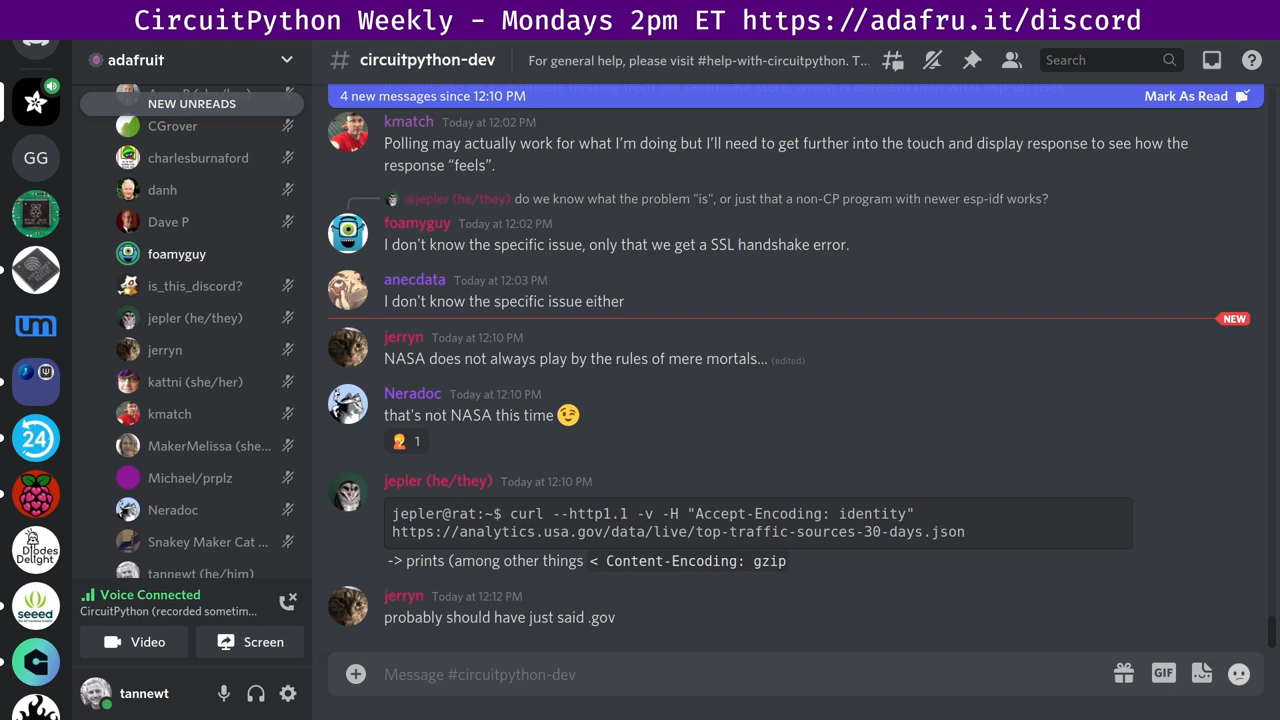 CircuitPython Weekly - Mondays 2pm ET https://adafru.it/discord
adafruit
# circuitpython-dev
For general help, please visit #help-with-circuitpython. T...
Search
NEW UNREADS
CGrover
charlesburnaford
danh
Dave P
foamyguy
is_this_discord?
jepler (he/they)
jerryn
kattni (she/her)
kmatch
MakerMelissa (she...
Michael/prplz
Neradoc
Snakey Maker Cat ...
tannewt (he/him)
Voice Connected
CircuitPython (recorded sometim...
Video
Screen
tannewt
GG
um
24
DIODES
DELIGHT
seeed
4 new messages since 12:10 PM
Mark As Read
kmatch Today at 12:02 PM
Polling may actually work for what I'm doing but I'll need to get further into the touch and display response to see how the
response “feels”.
@jepler (he/they) do we know what the problem "is", or just that a non-CP program with newer esp-idf works?
foamyguy Today at 12:02 PM
I don't know the specific issue, only that we get a SSL handshake error.
anecdata Today at 12:03 PM
I don't know the specific issue either
NEW
jerryn Today at 12:10 PM
NASA does not always play by the rules of mere mortals... (edited)
Neradoc Today at 12:10 PM
that's not NASA this time
1
jepler (he/they) Today at 12:10 PM
jepler@rat:~$ curl --http1.1 -v -H "Accept-Encoding: identity"
https://analytics.usa.gov/data/live/top-traffic-sources-30-days.json
-> prints (among other things < Content-Encoding: gzip
jerryn Today at 12:12 PM
probably should have just said .gov
Message #circuitpython-dev
GIF